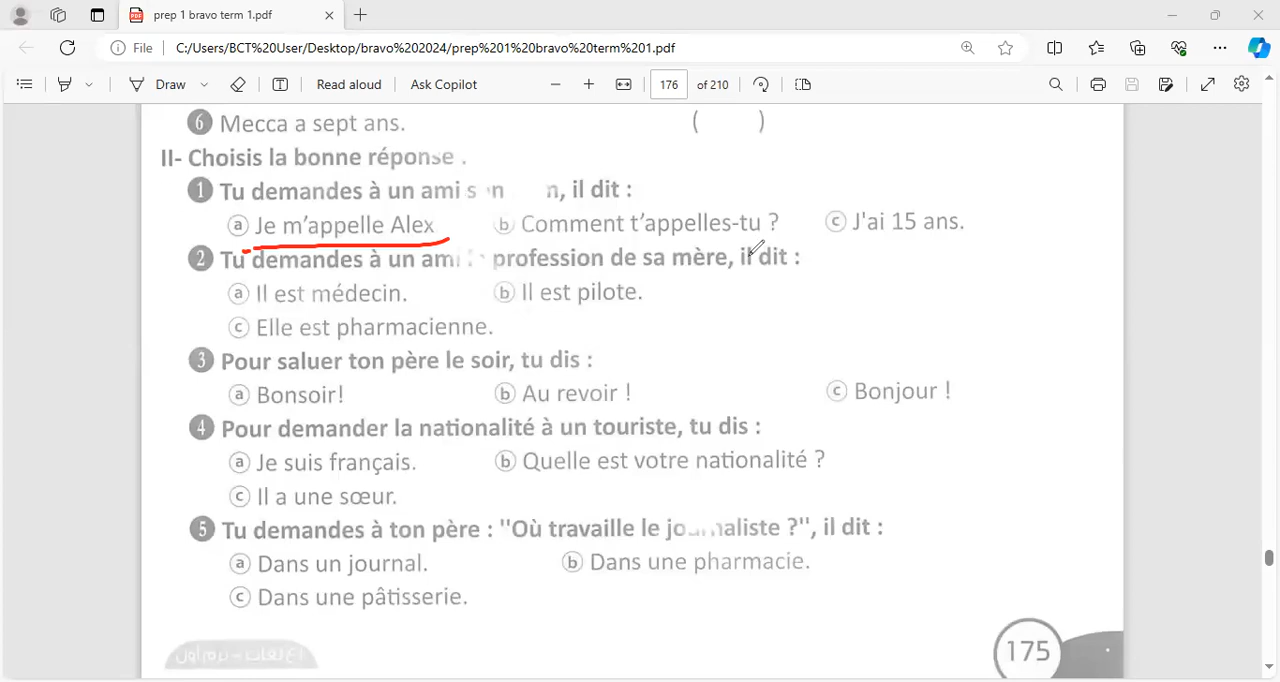 prep 1 bravo term 1.pdf
File C:/Users/BCT%20User/Desktop/bravo%202024/prep%201%20bravo%20term%201.pdf
Draw Read aloud Ask Copilot 176 of 210
6 Mecca a sept ans. ( )
II- Choisis la bonne réponse .
1 Tu demandes à un ami il dit :
a Je m'appelle Alex b Comment t'appelles-tu ? c J'ai 15 ans.
2 Tu demandes à un ami profession de sa mère, il dit :
a Il est médecin. b Il est pilote.
c Elle est pharmacienne.
3 Pour saluer ton père le soir, tu dis :
a Bonsoir! b Au revoir ! c Bonjour !
4 Pour demander la nationalité à un touriste, tu dis :
a Je suis français. b Quelle est votre nationalité ?
c Il a une sœur.
5 Tu demandes à ton père : "Où travaille le journaliste ?", il dit :
a Dans un journal. b Dans une pharmacie.
c Dans une pâtisserie.
175